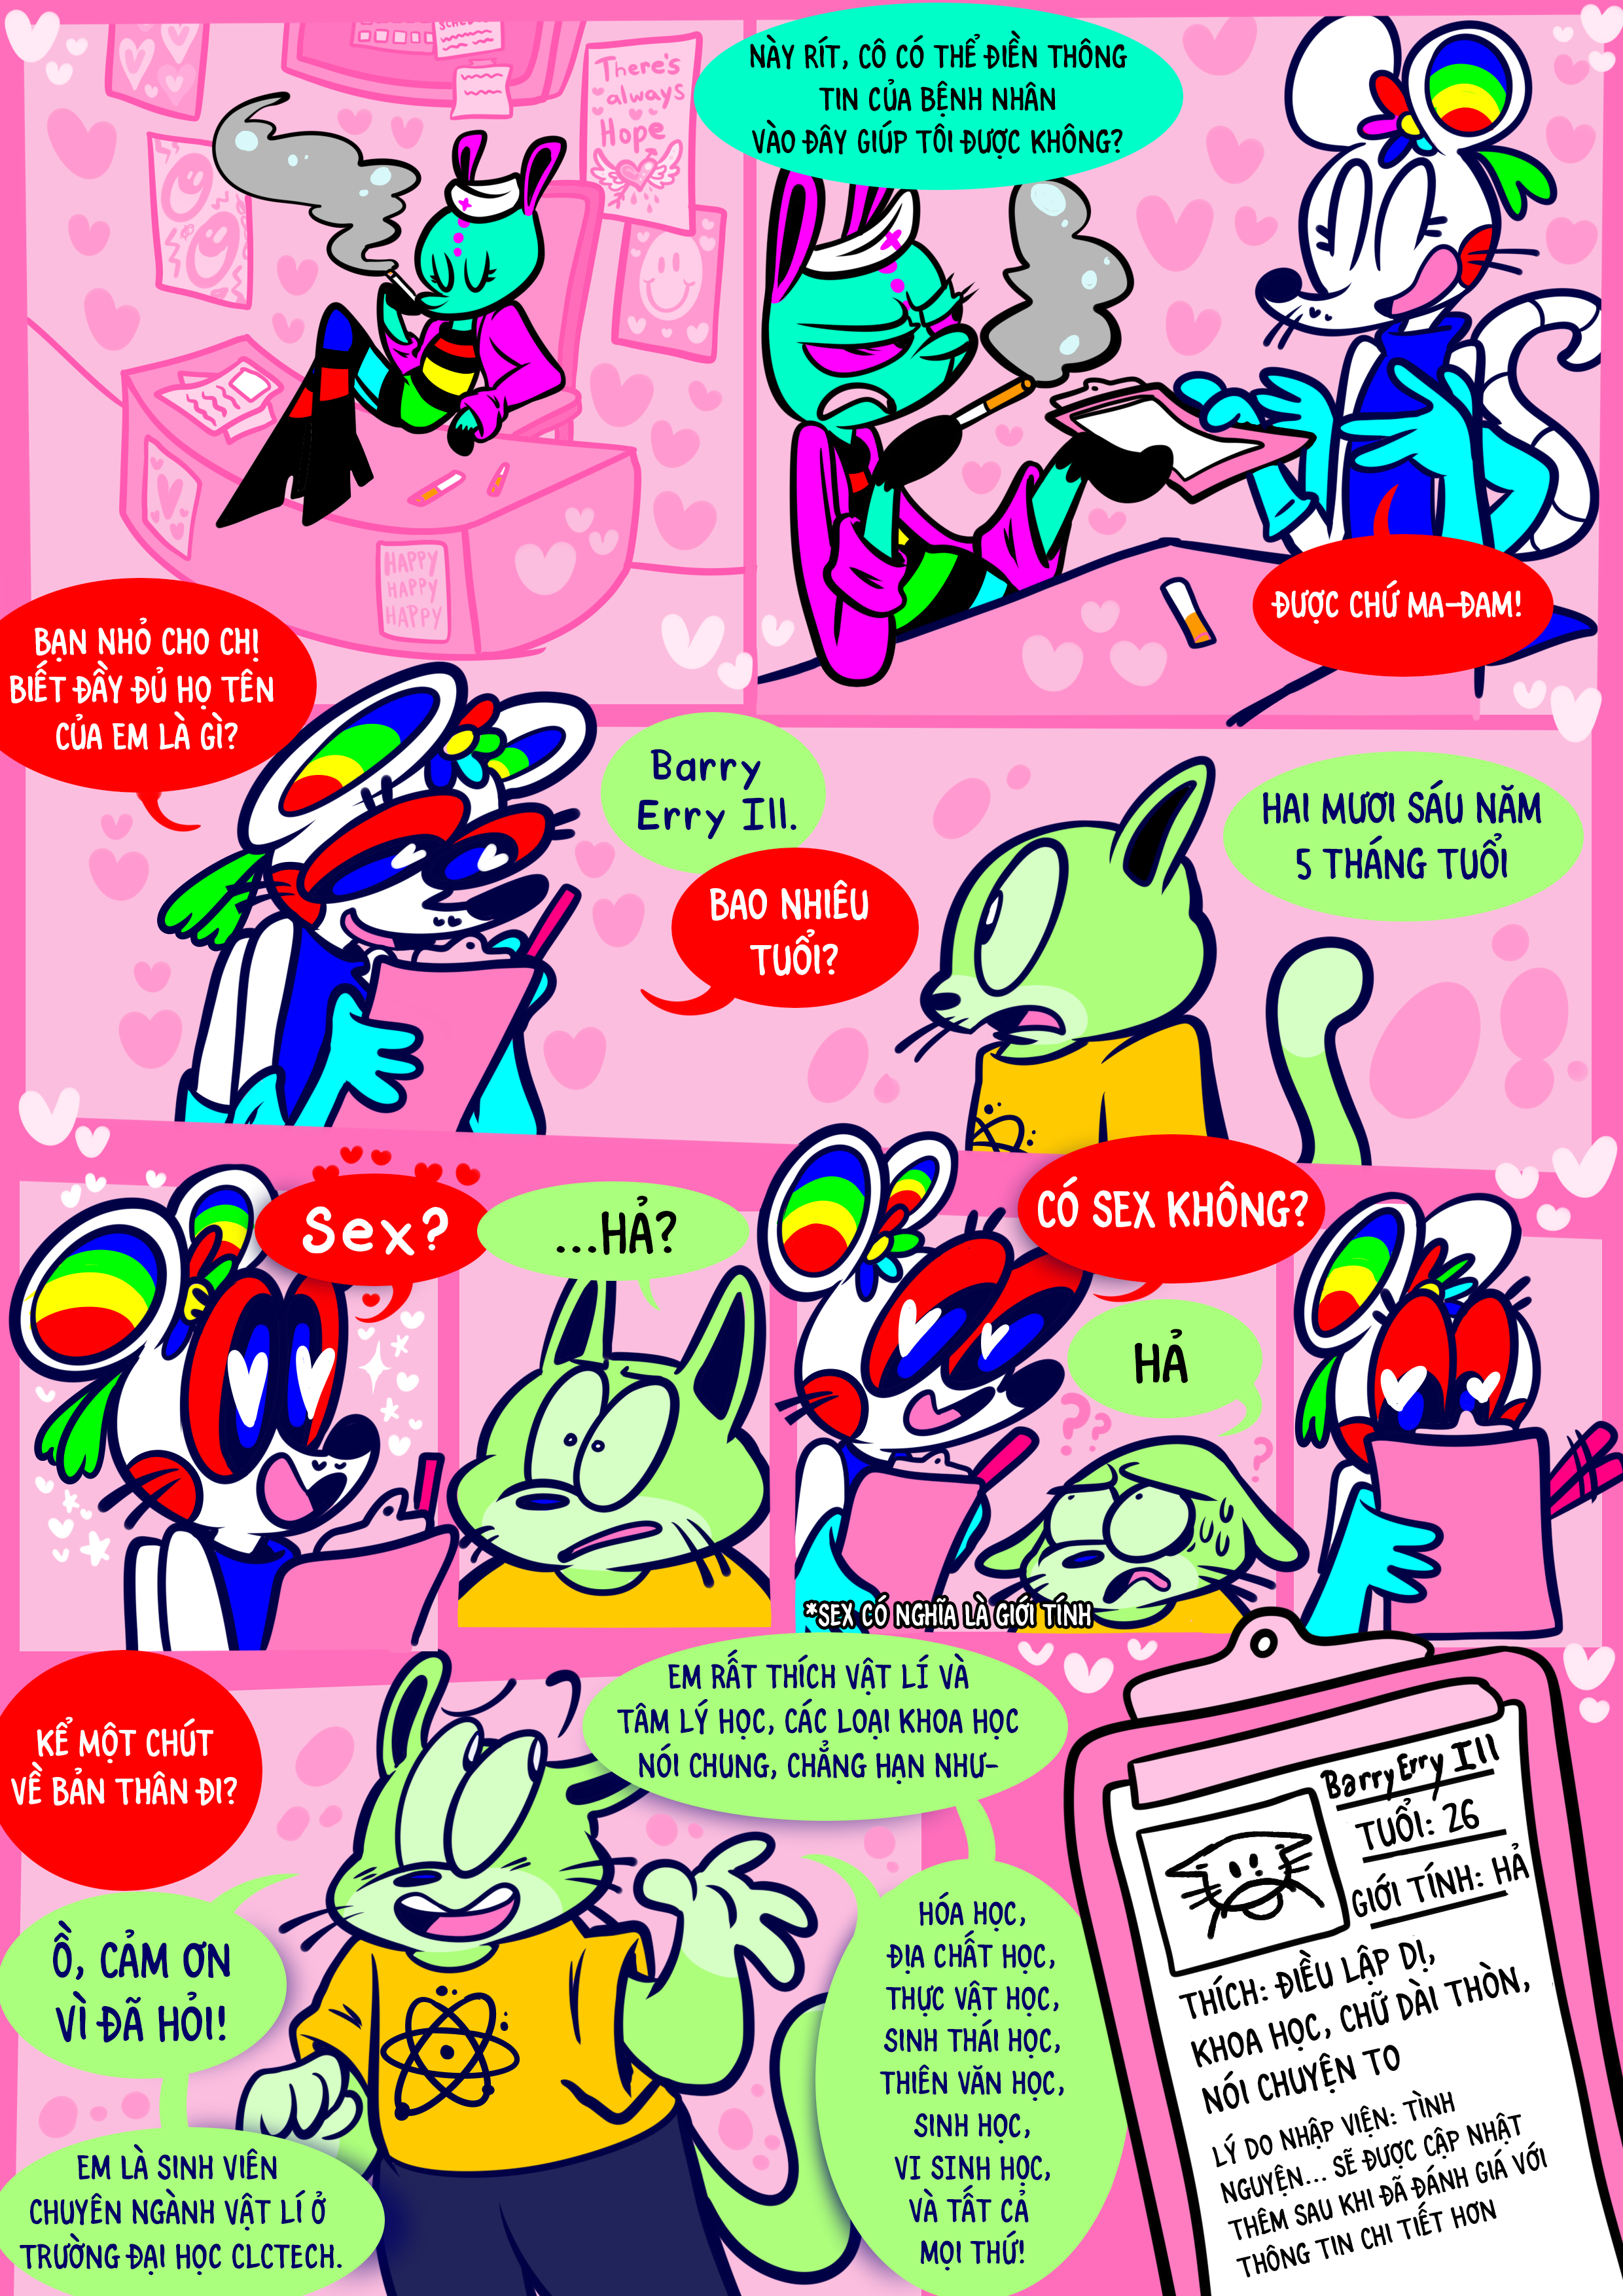 There's
always
Hope
HAPPY
HAPPY
HAPPY
NÀY RÍT, CÔ CÓ THỂ ĐIỀN THÔNG
TIN CỦA BỆNH NHÂN
VÀO ĐÂY GIÚP TÔI ĐƯỢC KHÔNG?
ĐƯỢC CHỨ MA-ĐAM!
BẠN NHỎ CHO CHỊ
BIẾT ĐẦY ĐỦ HỌ TÊN
CỦA EM LÀ GÌ?
Barry
Erry Ill.
BAO NHIÊU
TUỔI?
HAI MƯƠI SÁU NĂM
5 THÁNG TUỔI
Sex?
...HẢ?
CÓ SEX KHÔNG?
HẢ
???
?
*SEX CÓ NGHĨA LÀ GIỚI TÍNH
KỂ MỘT CHÚT
VỀ BẢN THÂN ĐI?
Ồ, CẢM ƠN
VÌ ĐÃ HỎI!
EM LÀ SINH VIÊN
CHUYÊN NGÀNH VẬT LÍ Ở
TRƯỜNG ĐẠI HỌC CLCTECH.
EM RẤT THÍCH VẬT LÍ VÀ
TÂM LÝ HỌC, CÁC LOẠI KHOA HỌC
NÓI CHUNG, CHẲNG HẠN NHƯ-
HÓA HỌC,
ĐỊA CHẤT HỌC,
THỰC VẬT HỌC,
SINH THÁI HỌC,
THIÊN VĂN HỌC,
SINH HỌC,
VI SINH HỌC,
VÀ TẤT CẢ
MỌI THỨ!
Barry Erry Ill
TUỔI: 26
GIỚI TÍNH: HẢ
THÍCH: ĐIỀU LẬP DỊ,
KHOA HỌC, CHỮ DÀI THÒN,
NÓI CHUYỆN TO
LÝ DO NHẬP VIỆN: TÌNH
NGUYỆN... SẼ ĐƯỢC CẬP NHẬT
THÊM SAU KHI ĐÃ ĐÁNH GIÁ VỚI
THÔNG TIN CHI TIẾT HƠN